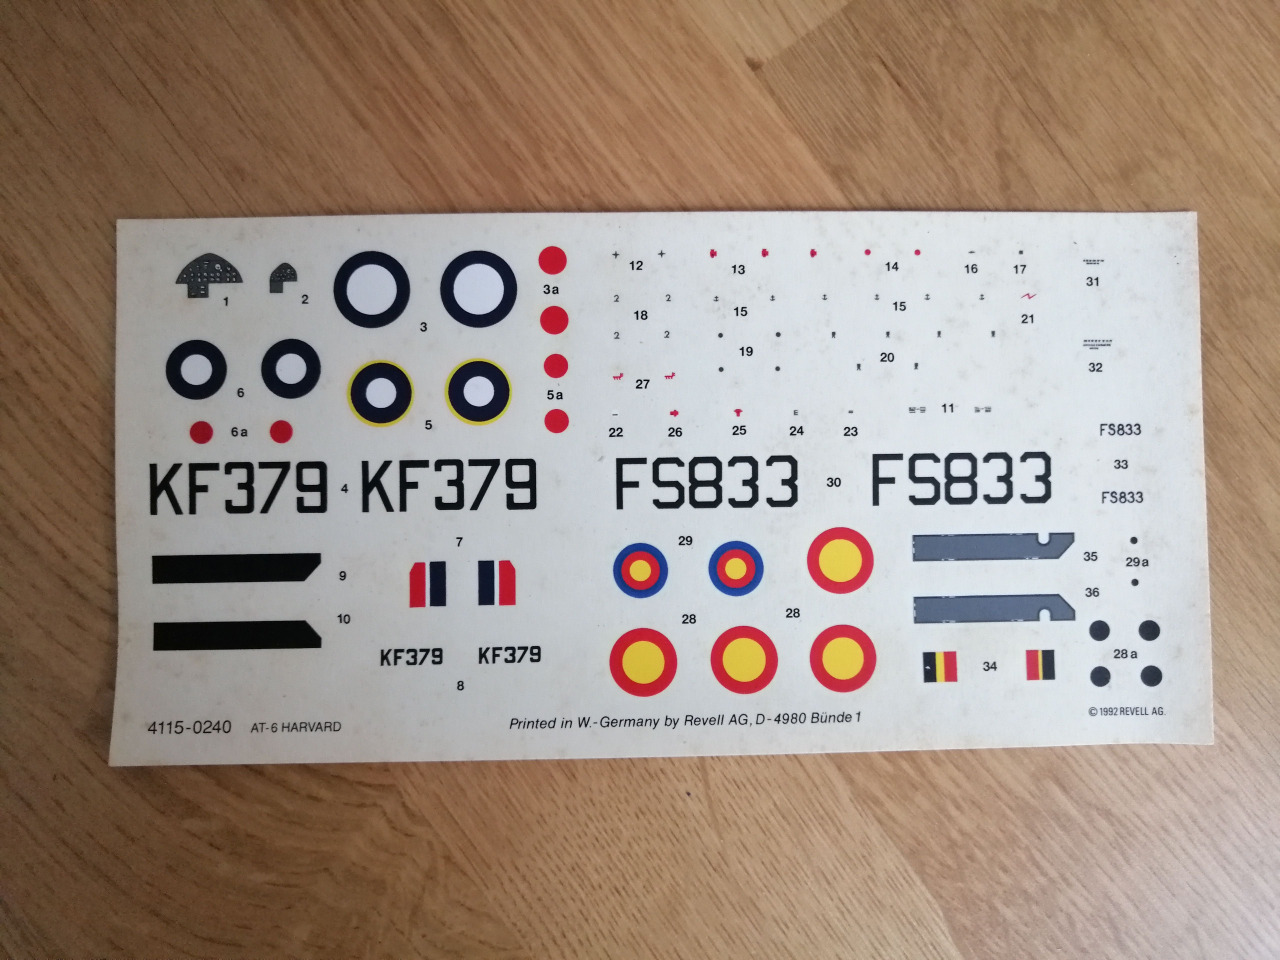 1 2 3 3a 12 13 14 16 17 31
18 15 15 21
19 20 32
6 5 5a 27
6a 22 26 25 24 23 11 FS833
KF379 4 KF379 FS833 30 FS833 33
FS833
7 29 35 29a
9 36
10 28 28
KF379 KF379 34 28a
8
4115-0240 AT-6 HARVARD Printed in W.-Germany by Revell AG, D-4980 Bünde 1 © 1992 REVELL AG.